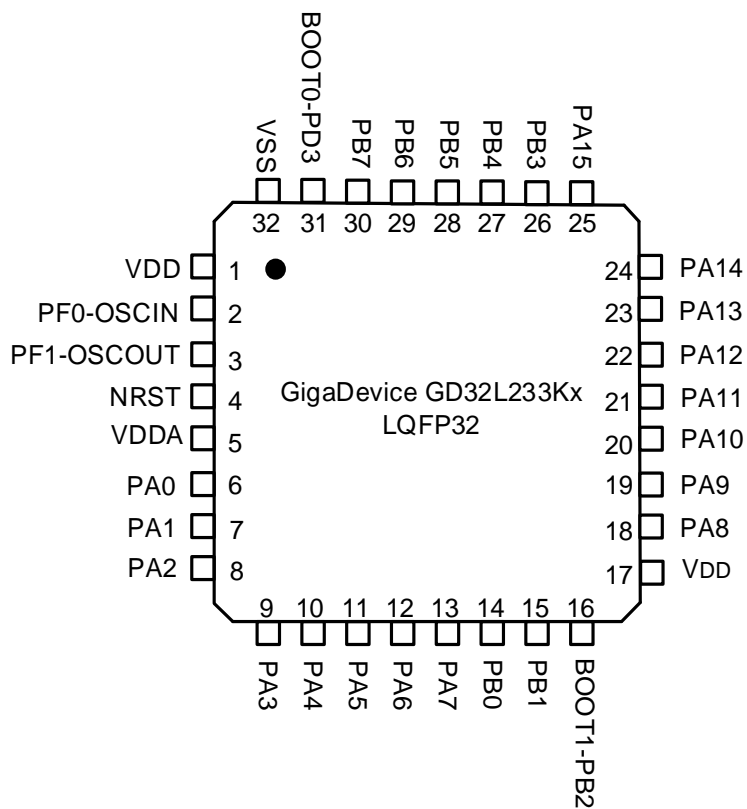 BOOT0-PD3
VSS
PB7
PB6
PB5
PB4
PB3
PA15
32
31
30
29
28
27
26
25
VDD
1
24
PA14
PF0-OSCIN
2
23
PA13
PF1-OSCOUT
3
22
PA12
NRST
4
GigaDevice GD32L233Kx
21
PA11
VDDA
5
LQFP32
20
PA10
PA0
6
19
PA9
PA1
7
18
PA8
PA2
8
17
VDD
9
10
11
12
13
14
15
16
PA3
PA4
PA5
PA6
PA7
PB0
PB1
BOOT1-PB2